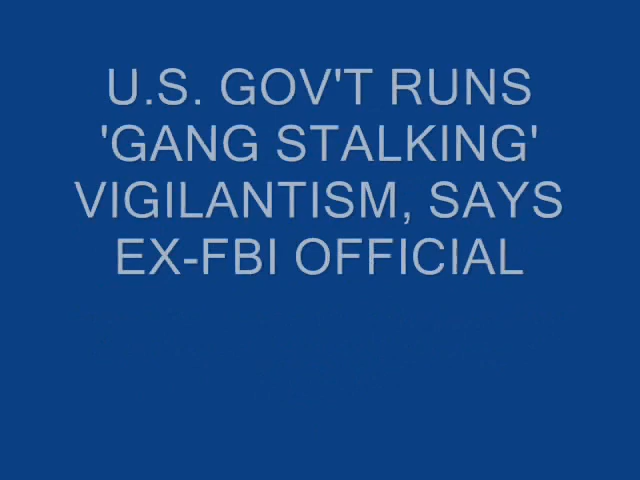 U.S. GOV'T RUNS
'GANG STALKING'
VIGILANTISM, SAYS
EX-FBI OFFICIAL